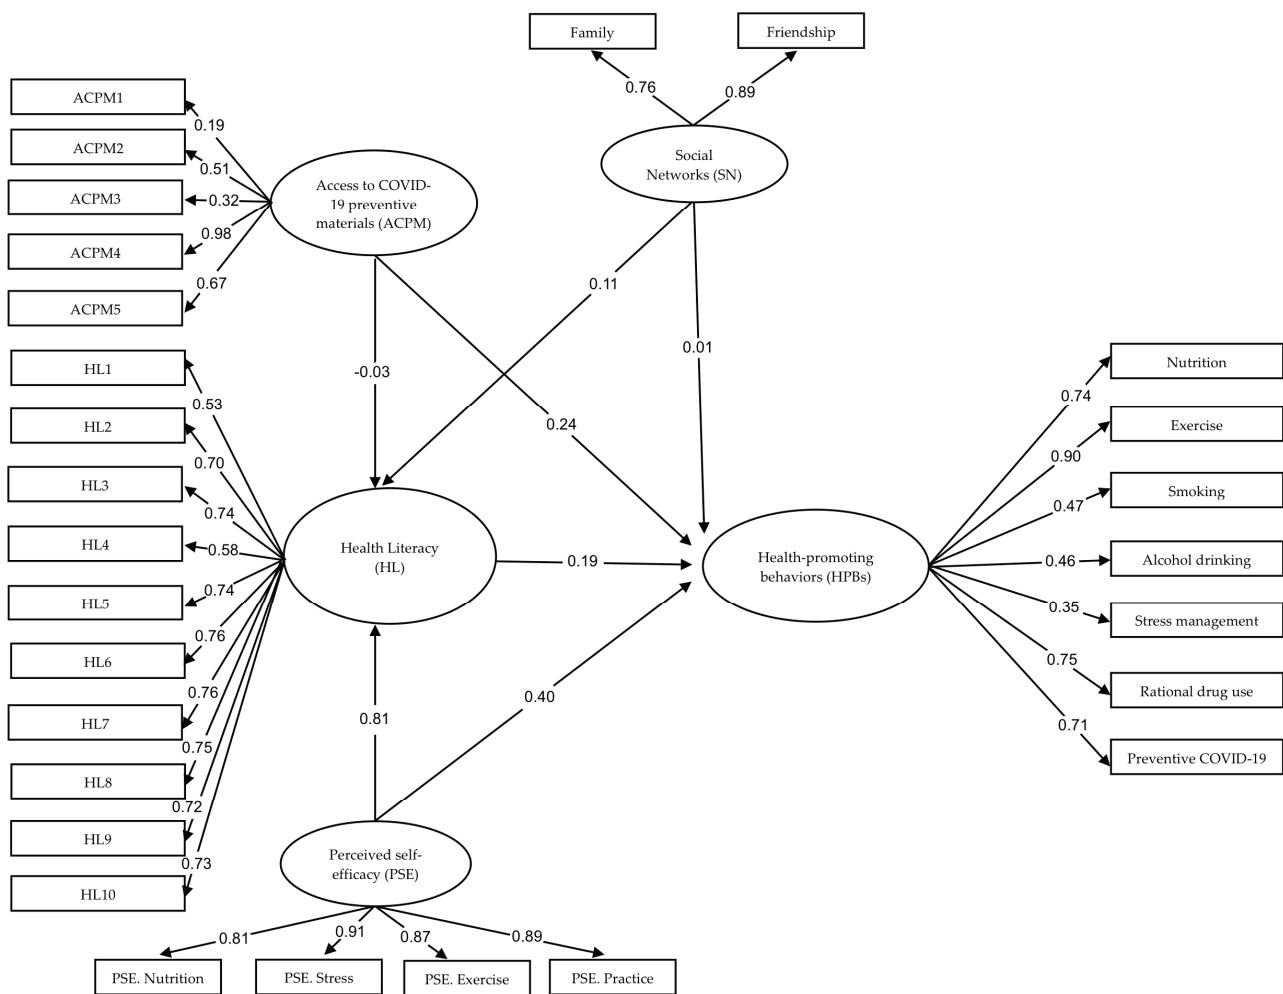 Family
Friendship
0.76
0.89
ACPM1
0.19
ACPM2
0.51
ACPM3
0.32
ACPM4
0.98
ACPM5
0.67
Access to COVID-
19 preventive
materials (ACPM)
Social
Networks (SN)
0.11
0.01
-0.03
0.24
HL1
0.53
HL2
0.70
HL3
0.74
HL4
0.58
HL5
0.74
HL6
0.76
HL7
0.76
HL8
0.75
HL9
0.72
HL10
0.73
Health Literacy
(HL)
0.19
Health-promoting
behaviors (HPBs)
0.74
Nutrition
0.90
Exercise
0.47
Smoking
0.46
Alcohol drinking
0.35
Stress management
0.75
Rational drug use
0.71
Preventive COVID-19
0.81
0.40
Perceived self-
efficacy (PSE)
0.81
0.91
0.87
0.89
PSE. Nutrition
PSE. Stress
PSE. Exercise
PSE. Practice